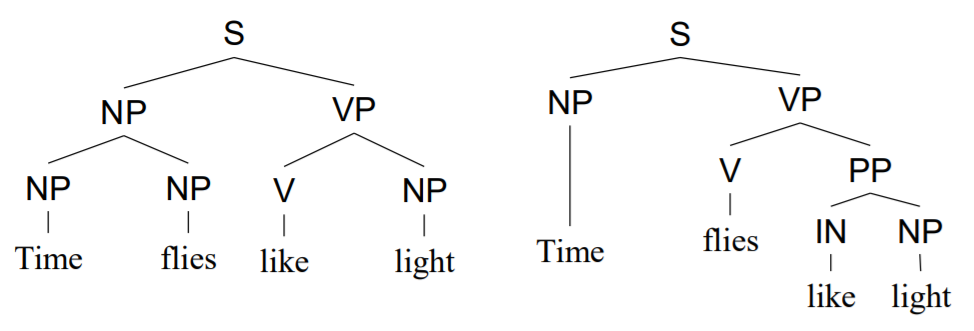 S
NP VP
NP NP V NP
Time flies like light
S
NP VP
V PP
Time flies IN NP
like light